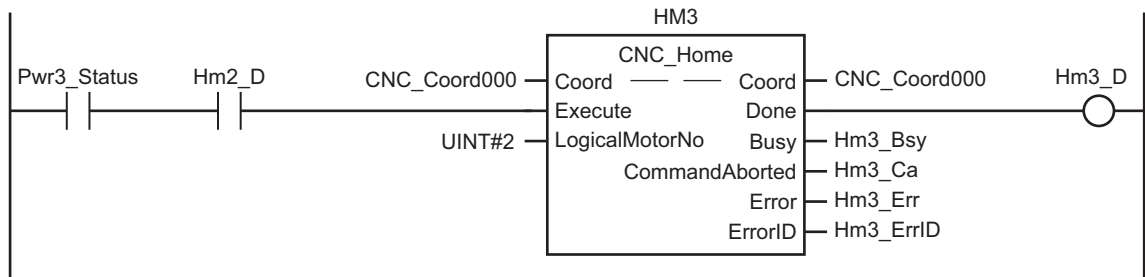 HM3
CNC_Home
Pwr3_Status Hm2_D CNC_Coord000 Coord Coord CNC_Coord000 Hm3_D
Execute Done
UINT#2 LogicalMotorNo Busy Hm3_Bsy
CommandAborted Hm3_Ca
Error Hm3_Err
ErrorID Hm3_ErrID